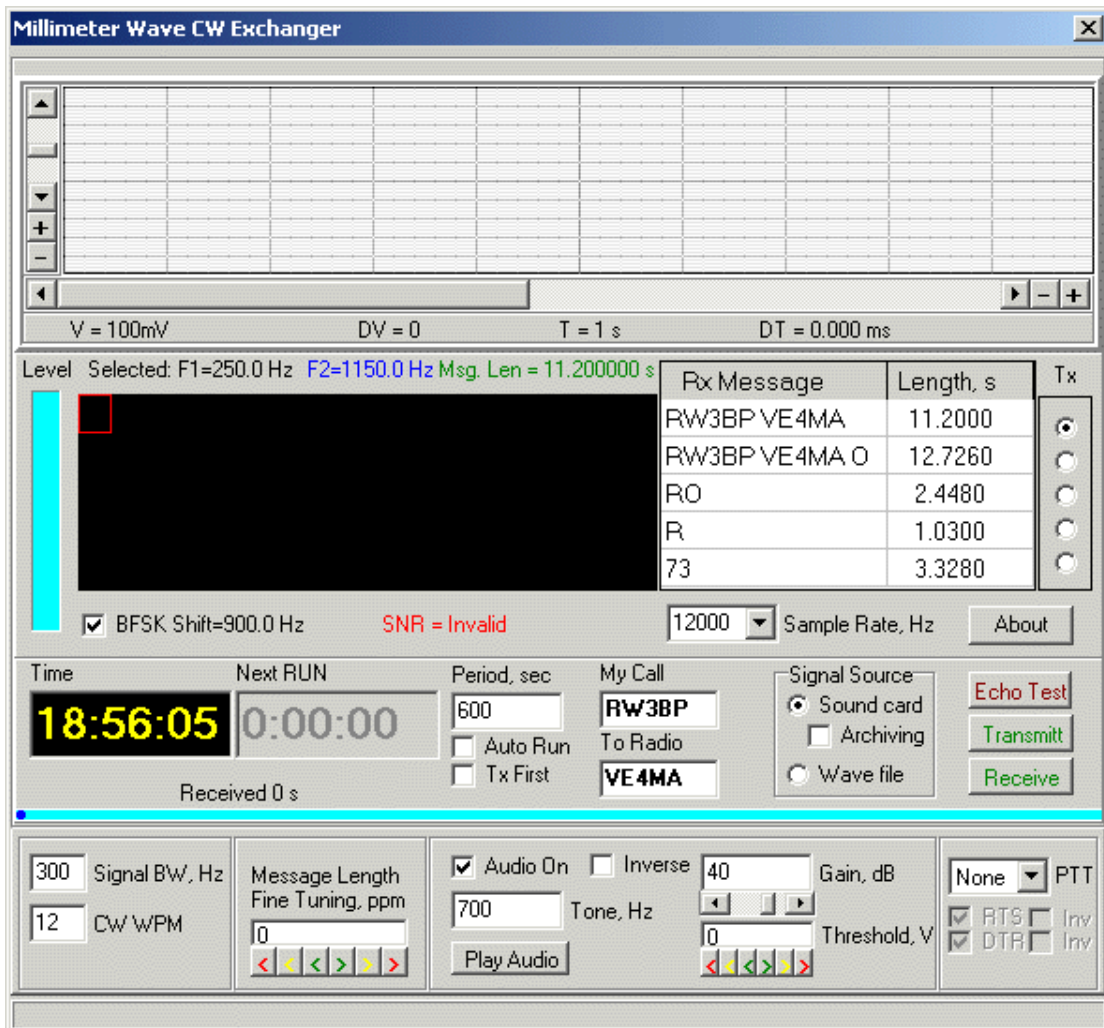 Millimeter Wave CW Exchanger
+
−
− +
V = 100mV DV = 0 T = 1 s DT = 0.000 ms
Level Selected: F1=250.0 Hz F2=1150.0 Hz Msg. Len = 11.200000 s
Rx Message Length, s Tx
RW3BP VE4MA 11.2000
RW3BP VE4MA O 12.7260
RO 2.4480
R 1.0300
73 3.3280
BFSK Shift=900.0 Hz SNR = Invalid 12000 Sample Rate, Hz About
Time Next RUN Period, sec My Call Signal Source
18:56:05 0:00:00 600 RW3BP Sound card Echo Test
Auto Run To Radio Archiving Transmitt
Tx First VE4MA Wave file Receive
Received 0 s
300 Signal BW, Hz Message Length Fine Tuning, ppm Audio On Inverse 40 Gain, dB None PTT
12 CW WPM 0 700 Tone, Hz 0 Threshold, V RTS Inv
< < < > > > Play Audio < < < > > > DTR Inv